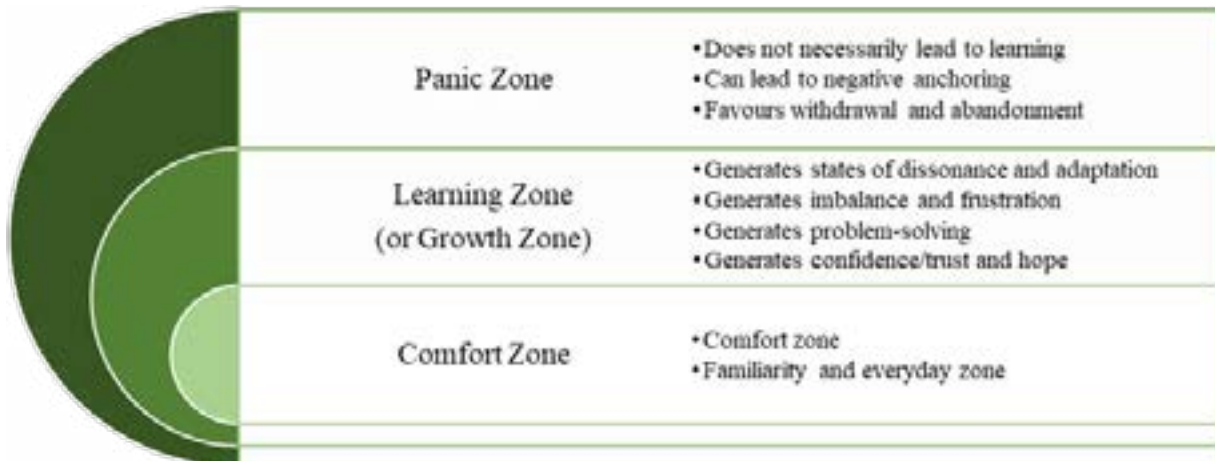 Panic Zone
•Does not necessarily lead to learning
•Can lead to negative anchoring
•Favours withdrawal and abandonment
Learning Zone
(or Growth Zone)
•Generates states of dissonance and adaptation
•Generates imbalance and frustration
•Generates problem-solving
•Generates confidence/trust and hope
Comfort Zone
•Comfort zone
•Familiarity and everyday zone